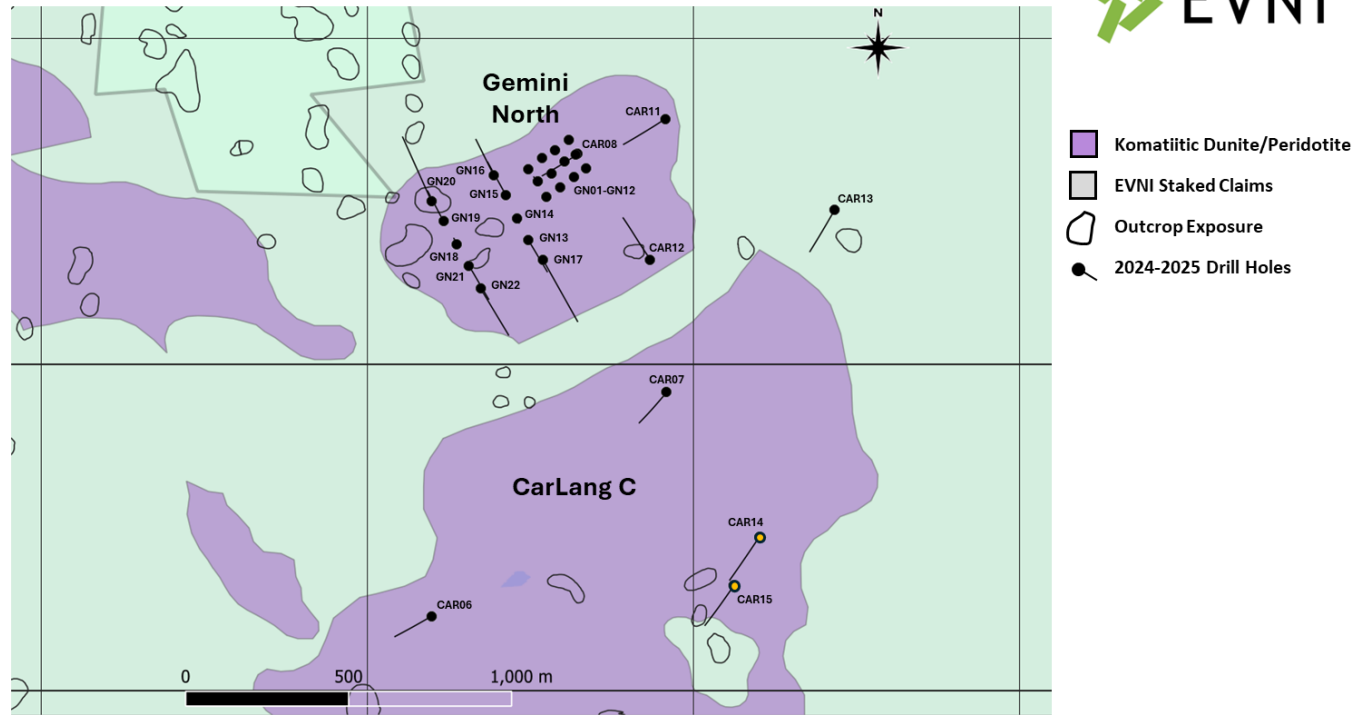 EVNI
N
Gemini
North
CAR11
CAR08
GN16
GN20
GN15
GN01-GN12
CAR13
GN19
GN14
GN13
CAR12
GN18
GN17
GN21
GN22
Komatiitic Dunite/Peridotite
EVNI Staked Claims
Outcrop Exposure
2024-2025 Drill Holes
CAR07
CarLang C
CAR14
CAR15
CAR06
0 500 1,000 m